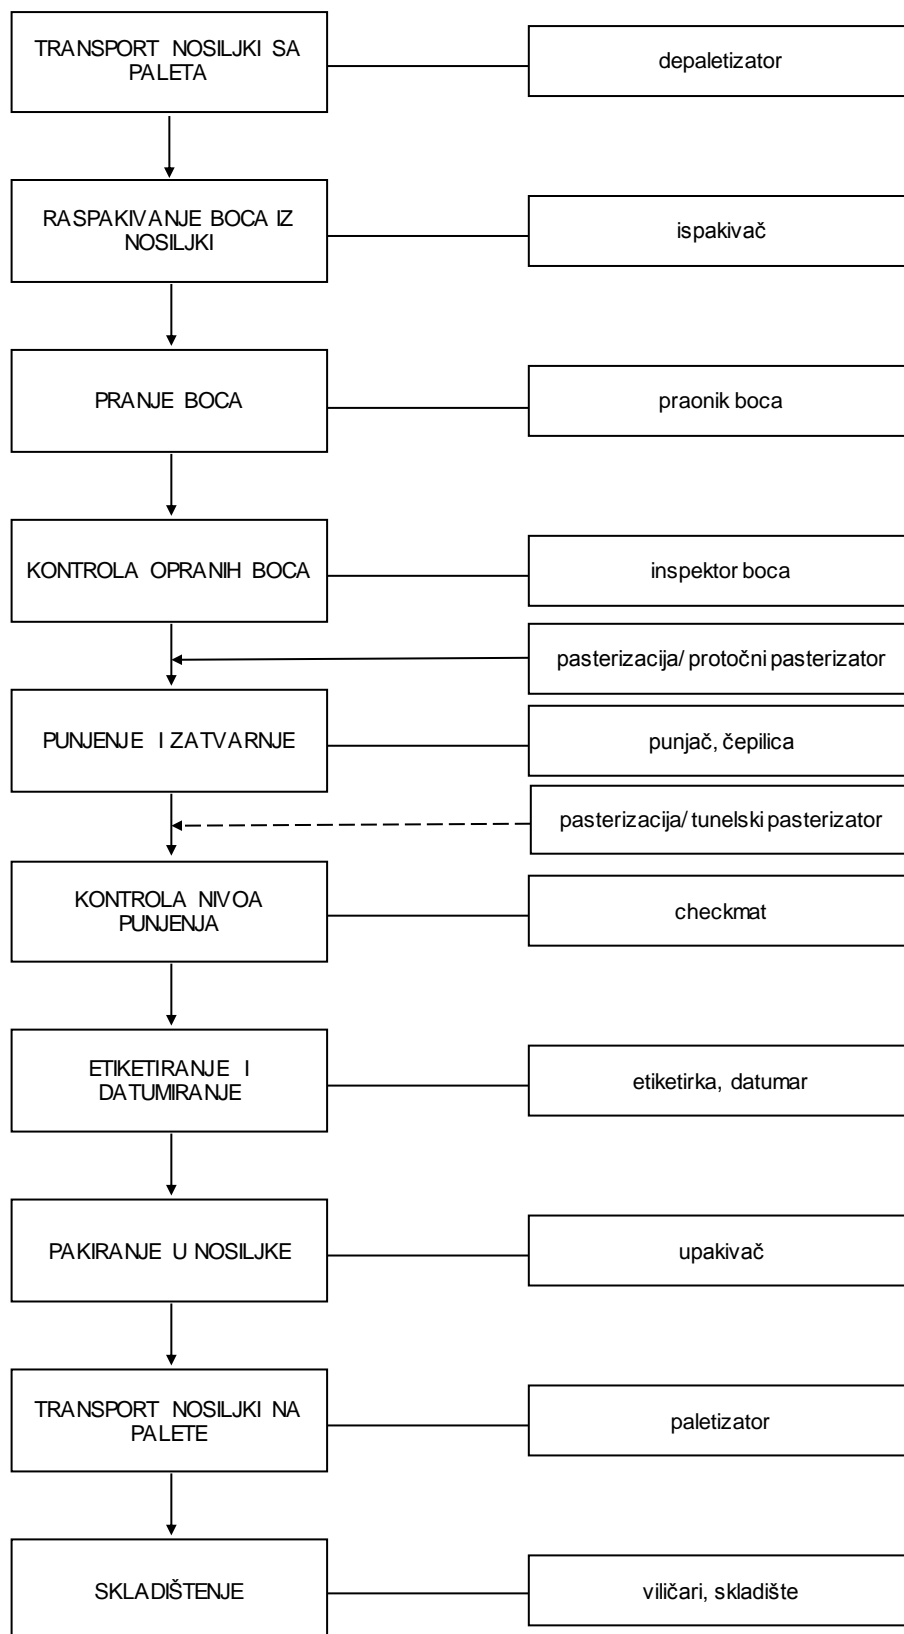 TRANSPORT NOSILJKI SA
PALETA
depaletizator
RASPAKIVANJE BOCA IZ
NOSILJKI
ispakivač
PRANJE BOCA
praonik boca
KONTROLA OPRANIH BOCA
inspektor boca
pasterizacija/ protočni pasterizator
PUNJENJE I ZATVARNJE
punjač, čepilica
pasterizacija/ tunelski pasterizator
KONTROLA NIVOA
PUNJENJA
checkmat
ETIKETIRANJE I
DATUMIRANJE
etiketirka, datumar
PAKIRANJE U NOSILJKE
upakivač
TRANSPORT NOSILJKI NA
PALETE
paletizator
SKLADIŠTENJE
viličari, skladište